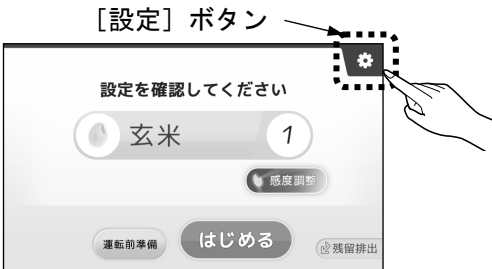 ［設定］ボタン
設定を確認してください
玄米 1
感度調整
運転前準備 はじめる 残留排出